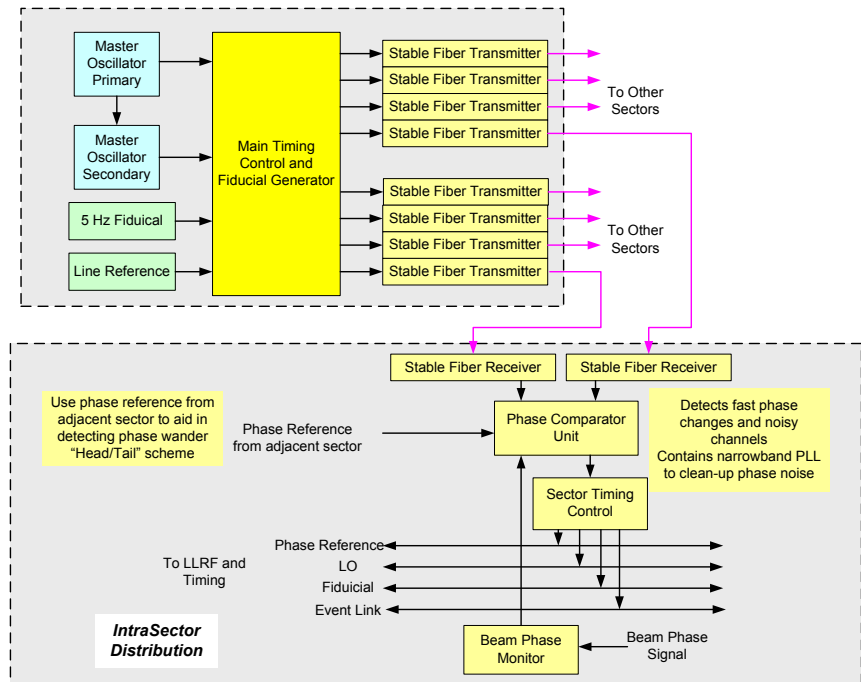 Master
Oscillator
Primary
Master
Oscillator
Secondary
5 Hz Fiduical
Line Reference
Main Timing
Control and
Fiducial Generator
Stable Fiber Transmitter
Stable Fiber Transmitter
Stable Fiber Transmitter
Stable Fiber Transmitter
To Other
Sectors
Stable Fiber Transmitter
Stable Fiber Transmitter
Stable Fiber Transmitter
Stable Fiber Transmitter
To Other
Sectors
Stable Fiber Receiver
Stable Fiber Receiver
Use phase reference from
adjacent sector to aid in
detecting phase wander
“Head/Tail” scheme
Phase Reference
from adjacent sector
Phase Comparator
Unit
Detects fast phase
changes and noisy
channels
Contains narrowband PLL
to clean-up phase noise
Sector Timing
Control
To LLRF and
Timing
Phase Reference
LO
Fiduicial
Event Link
IntraSector
Distribution
Beam Phase
Monitor
Beam Phase
Signal